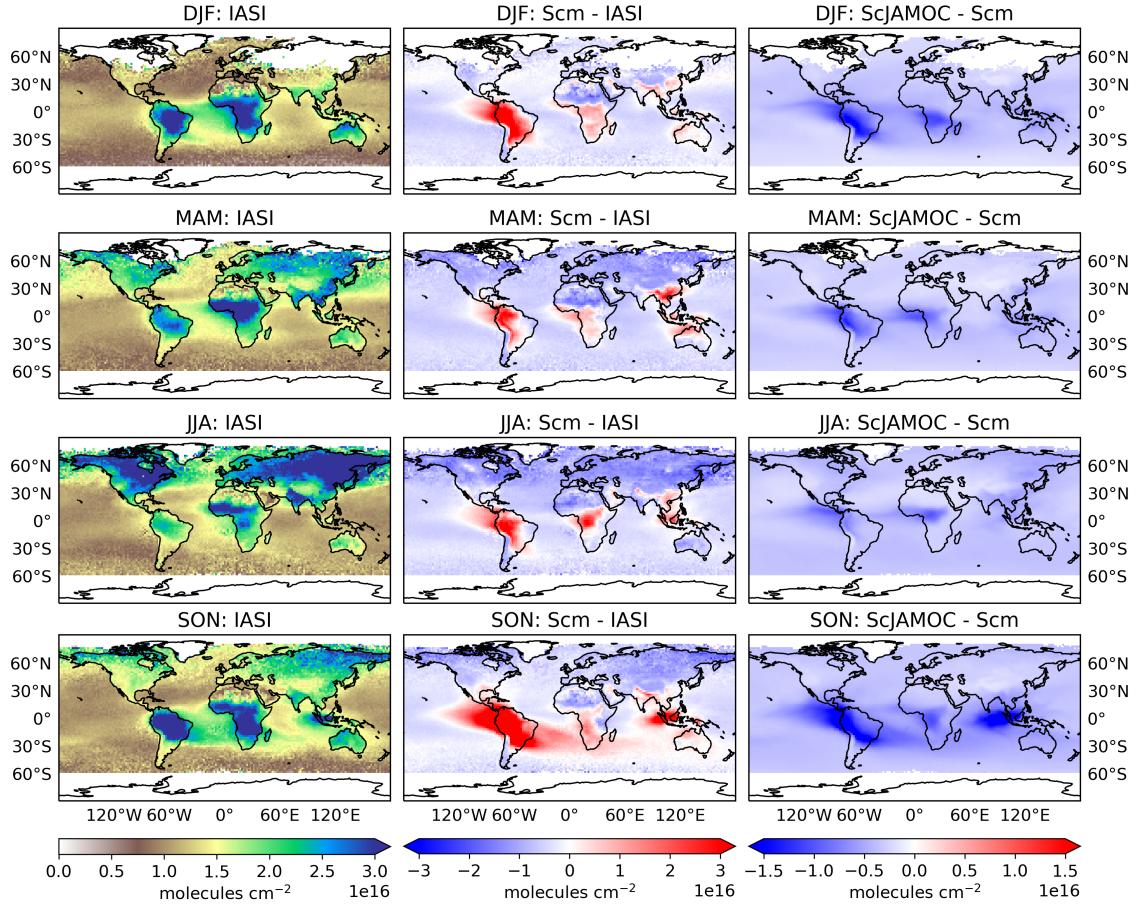 DJF: IASI DJF: Scm - IASI DJF: ScJAMOC - Scm
60°N 60°N
30°N 30°N
0° 0°
30°S 30°S
60°S 60°S
MAM: IASI MAM: Scm - IASI MAM: ScJAMOC - Scm
60°N 60°N
30°N 30°N
0° 0°
30°S 30°S
60°S 60°S
JJA: IASI JJA: Scm - IASI JJA: ScJAMOC - Scm
60°N 60°N
30°N 30°N
0° 0°
30°S 30°S
60°S 60°S
SON: IASI SON: Scm - IASI SON: ScJAMOC - Scm
60°N 60°N
30°N 30°N
0° 0°
30°S 30°S
60°S 60°S
120°W 60°W 0° 60°E 120°E 120°W 60°W 0° 60°E 120°E 120°W 60°W 0° 60°E 120°E
0.0 0.5 1.0 1.5 2.0 2.5 3.0 −3 −2 −1 0 1 2 3 −1.5 −1.0 −0.5 0.0 0.5 1.0 1.5
molecules cm⁻² 1e16 molecules cm⁻² 1e16 molecules cm⁻² 1e16